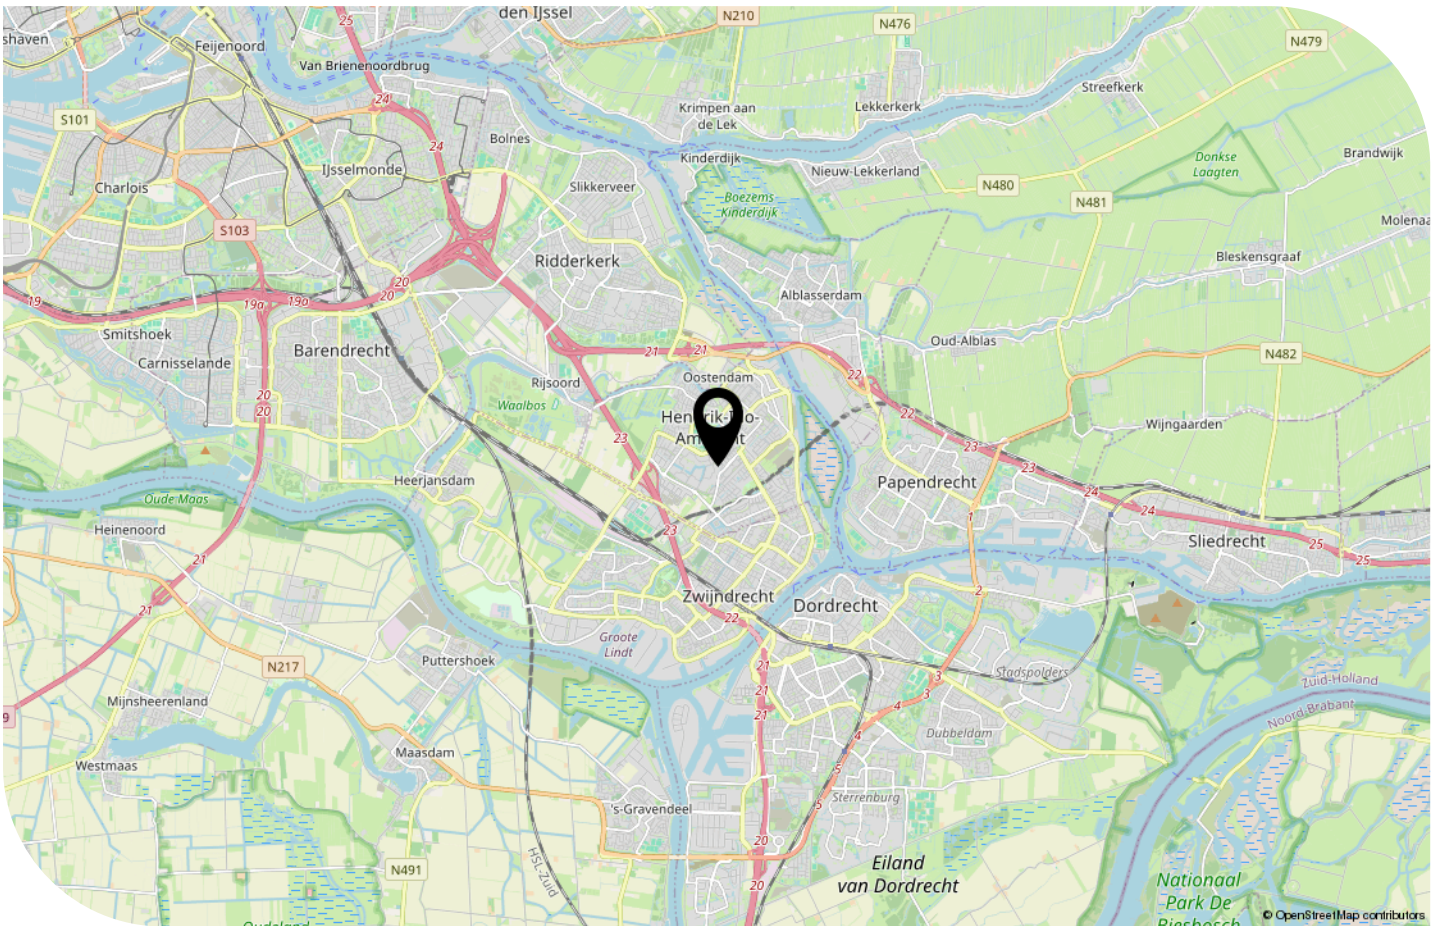 25
den IJssel
N210
N476
N479
shaven
Feijenoord
Van Brienenoordbrug
24
Streefkerk
Krimpen aan
de Lek
Lekkerkerk
S101
24
Bolnes
Kinderdijk
Brandwijk
IJsselmonde
Nieuw-Lekkerland
Donkse
Laagten
Charlois
Slikkerveer
N480
N481
Boezems
Kinderdijk
S103
Molenaa
Ridderkerk
Bleskensgraaf
20
20
19
19a
19a
Alblasserdam
Smitshoek
Carnisselande
Barendrecht
21
21
Oud-Alblas
N482
Rijsoord
Oostendam
22
20
20
Waalbos
22
23
Wijngaarden
23
23
Heerjansdam
Papendrecht
24
24
Oude Maas
Heinenoord
23
1
Sliedrecht
25
25
21
21
Zwijndrecht
Dordrecht
2
22
Groote
Lindt
N217
Puttershoek
21
3
Stadspolders
Zuid-Holland
Mijnsheerenland
21
3
4
21
Noord Brabant
9
Dubbeldam
4
Maasdam
Westmaas
5
's-Gravendeel
Sterrenburg
5
20
N491
HSL-Zuid
20
Eiland
van Dordrecht
Nationaal
Park De
Biesbosch
Oudeland
© OpenStreetMap contributors